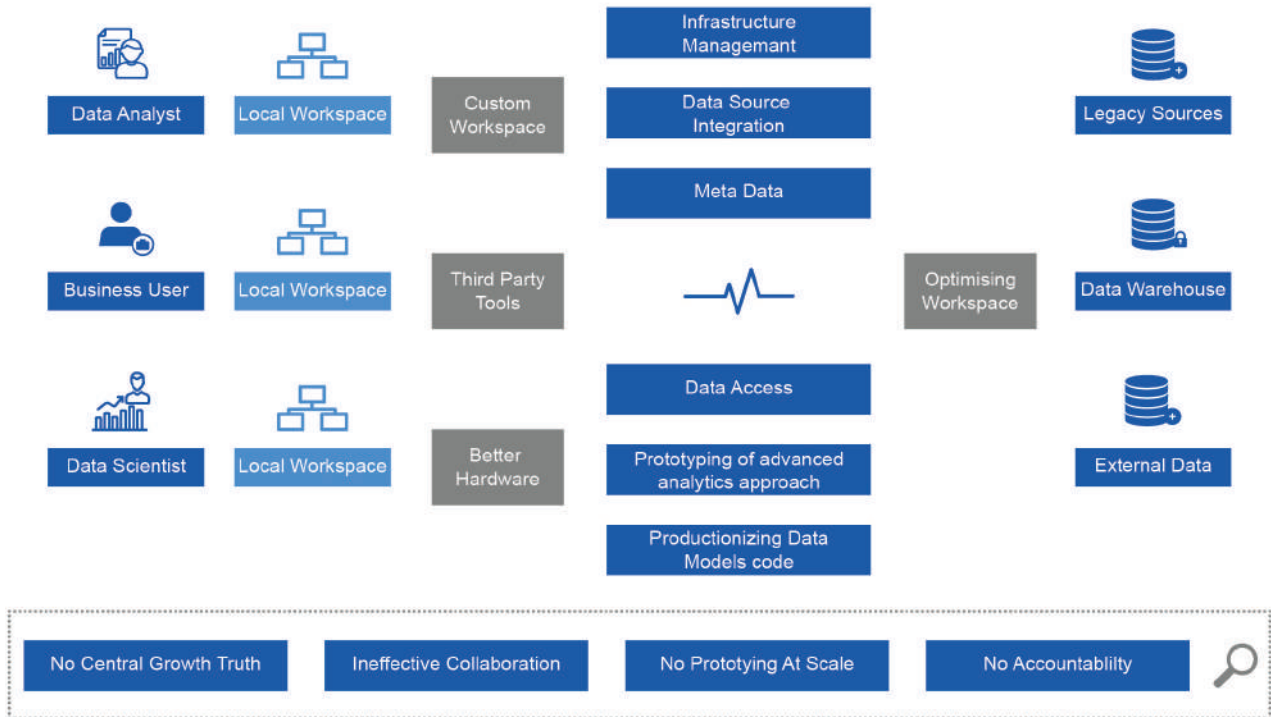 Infrastructure
Managemant
Data Analyst
Local Workspace
Custom
Workspace
Data Source
Integration
Legacy Sources
Meta Data
Business User
Local Workspace
Third Party
Tools
Optimising
Workspace
Data Warehouse
Data Access
Data Scientist
Local Workspace
Better
Hardware
Prototyping of advanced
analytics approach
External Data
Productionizing Data
Models code
No Central Growth Truth
Ineffective Collaboration
No Prototying At Scale
No Accountablilty